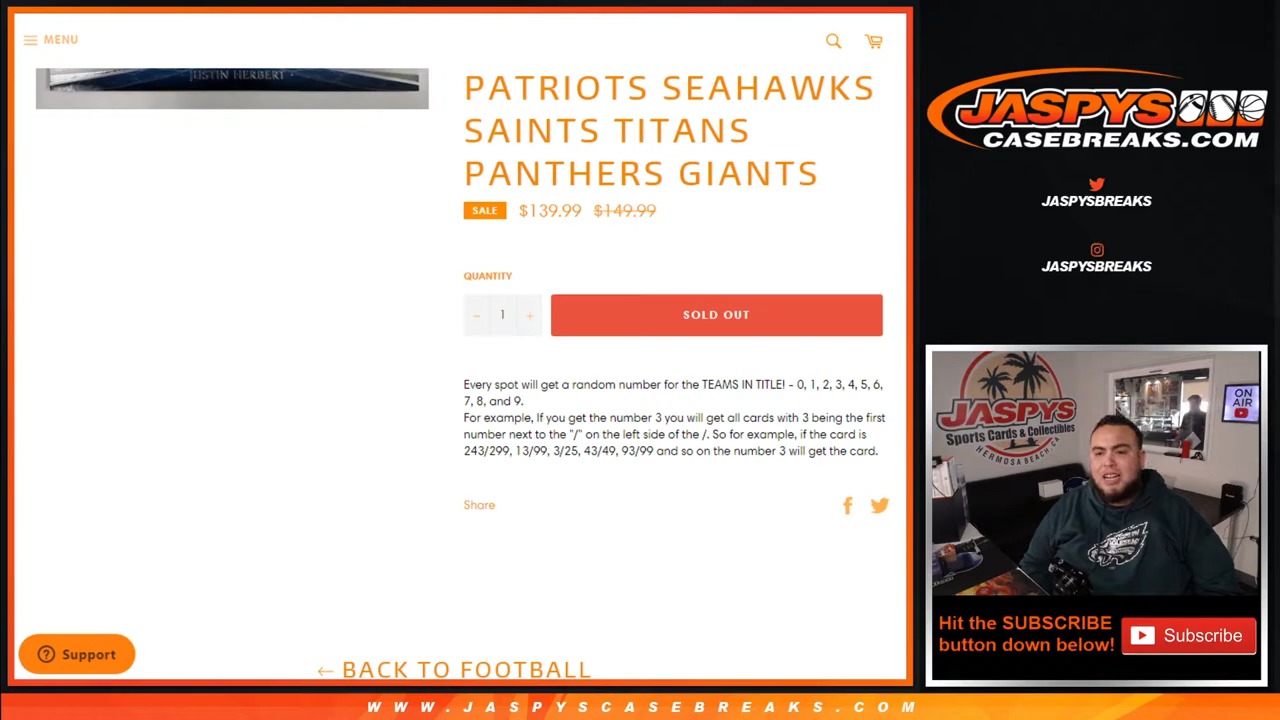 MENU
JUSTIN HERBERT
PATRIOTS SEAHAWKS
SAINTS TITANS
PANTHERS GIANTS
SALE $139.99 $149.99
QUANTITY
− 1 +
SOLD OUT
Every spot will get a random number for the TEAMS IN TITLE! - 0, 1, 2, 3, 4, 5, 6,
7, 8, and 9.
For example, If you get the number 3 you will get all cards with 3 being the first
number next to the "/" on the left side of the /. So for example, if the card is
243/299, 13/99, 3/25, 43/49, 93/99 and so on the number 3 will get the card.
Share
Support
← BACK TO FOOTBALL
JASPYS
CASEBREAKS.COM
JASPYSBREAKS
JASPYSBREAKS
JASPYS
Sports Cards & Collectibles
HERMOSA BEACH, CA
ON
AIR
Hit the SUBSCRIBE
button down below!
Subscribe
WWW.JASPYSCASEBREAKS.COM